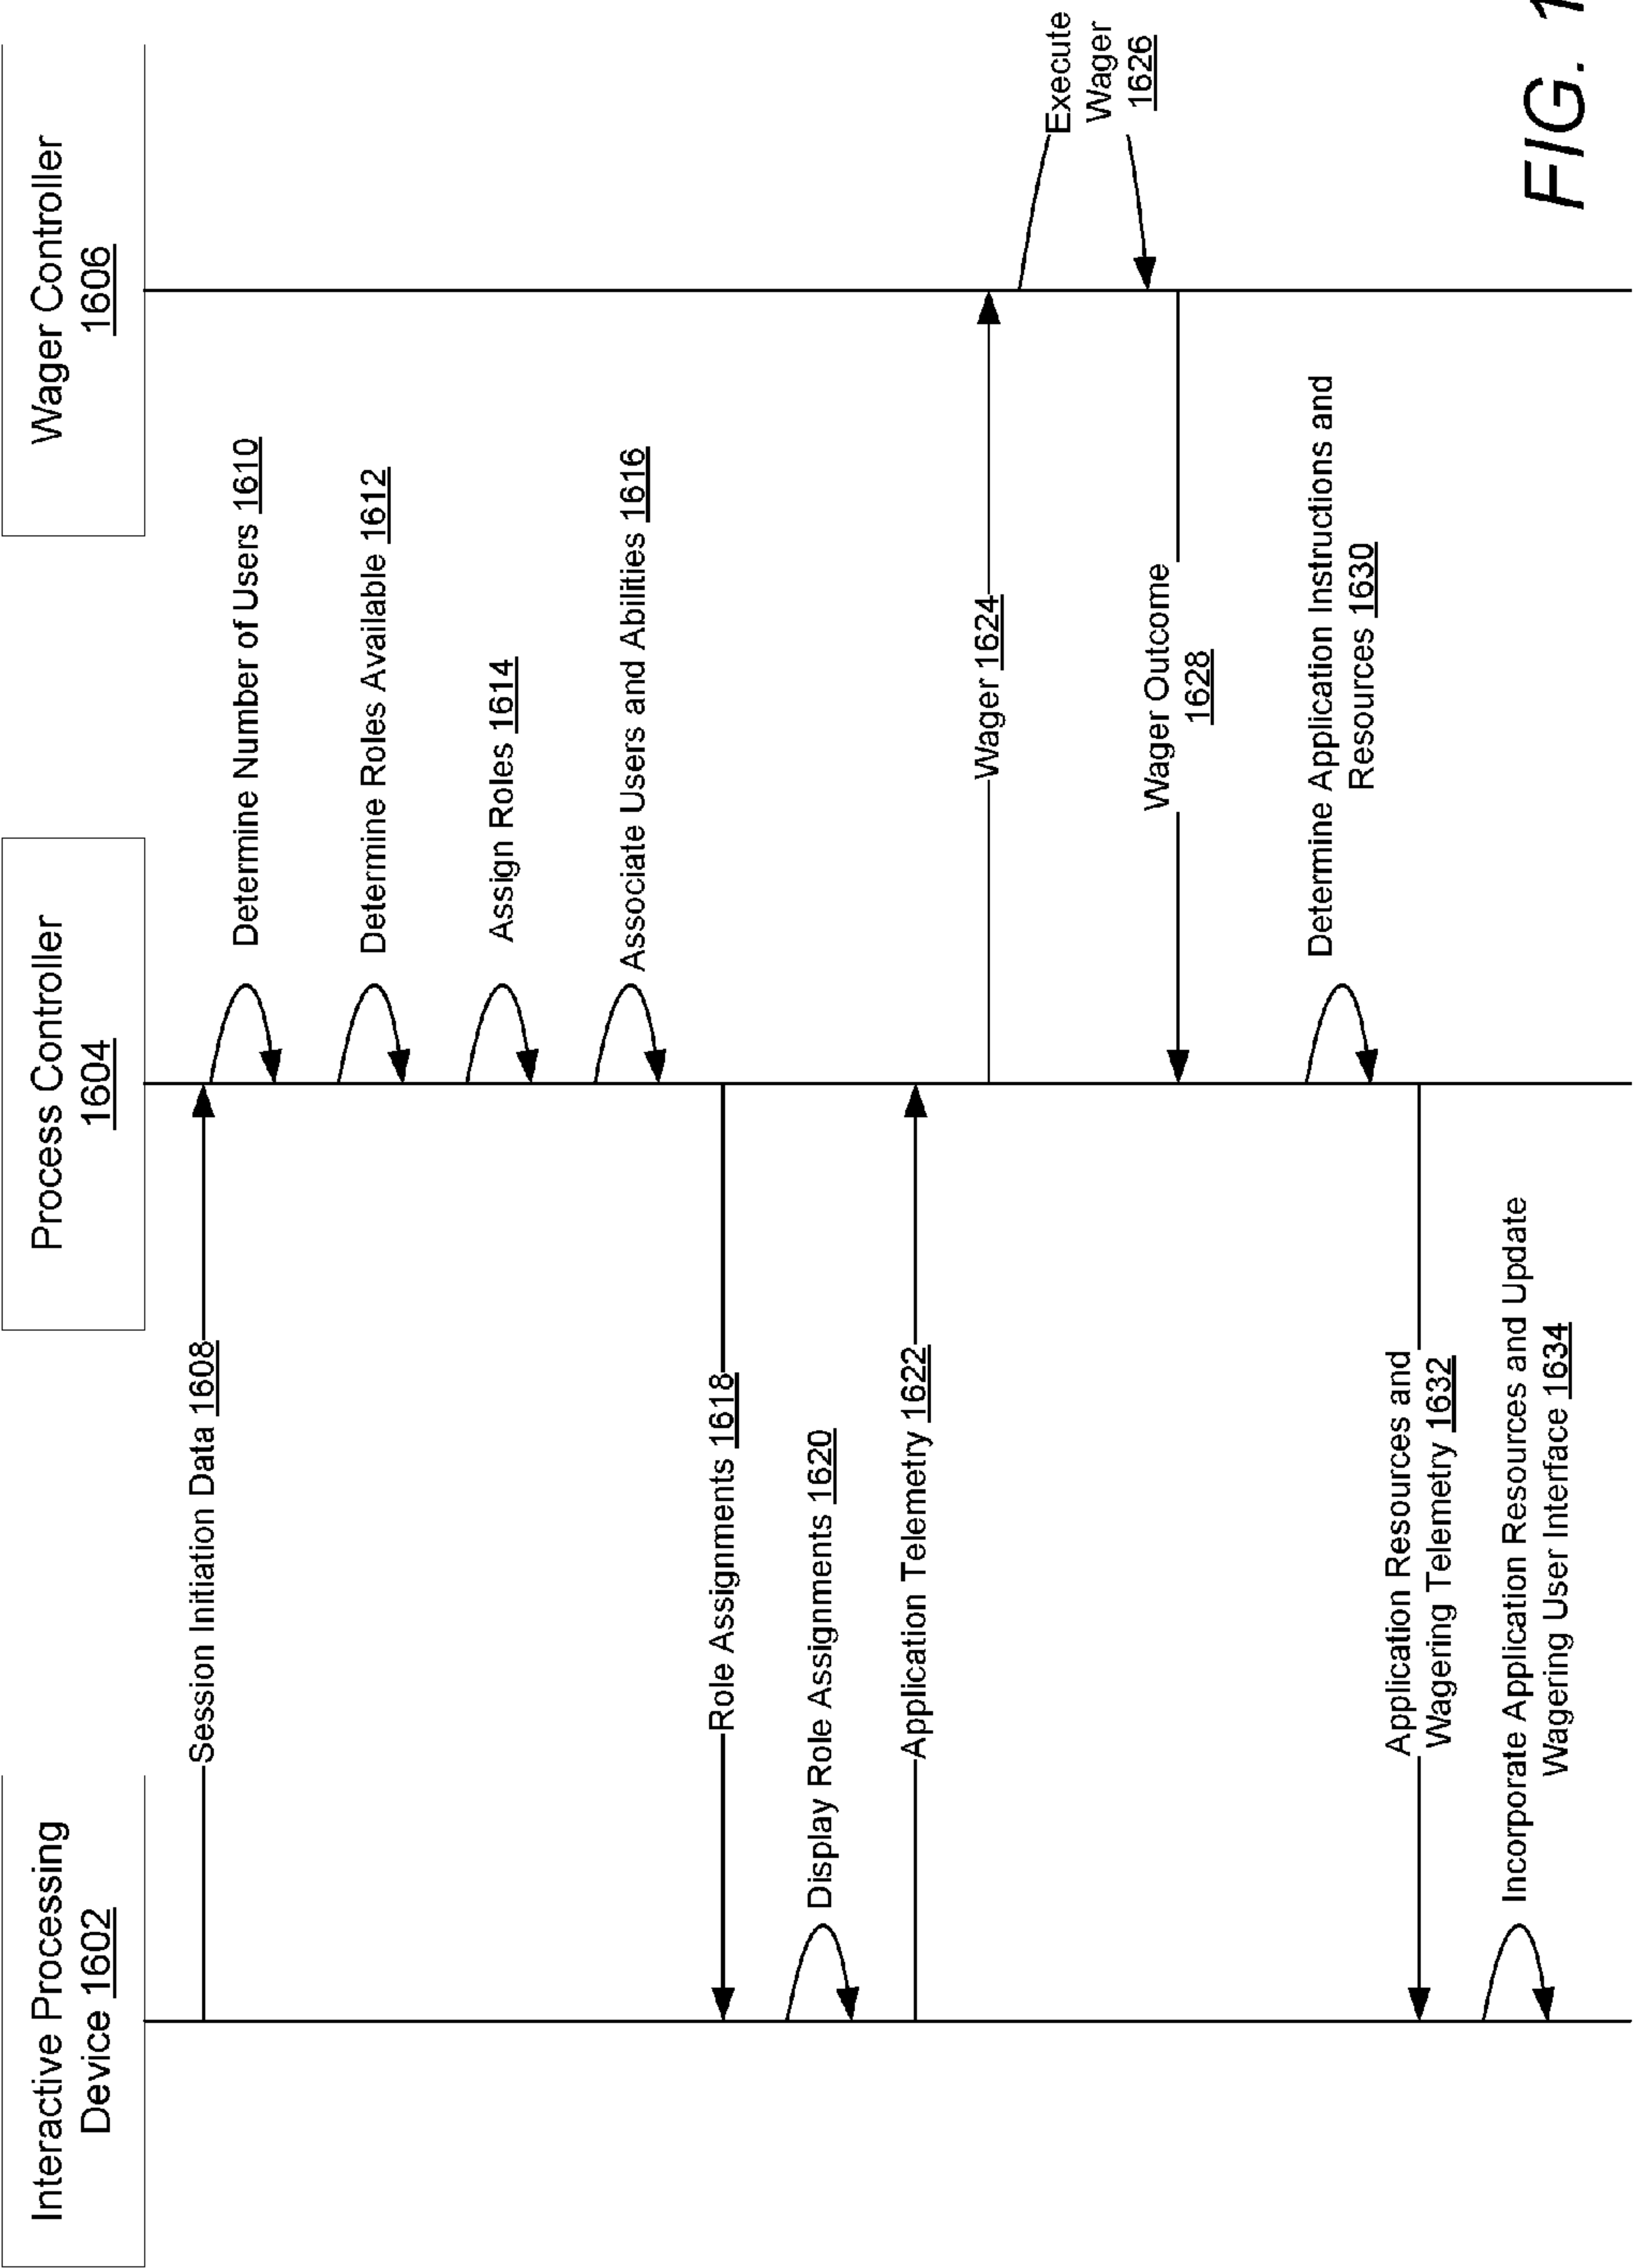 Interactive Processing
Device 1602
Process Controller
1604
Wager Controller
1606
Session Initiation Data 1608
Determine Number of Users 1610
Determine Roles Available 1612
Assign Roles 1614
Associate Users and Abilities 1616
Role Assignments 1618
Display Role Assignments 1620
Application Telemetry 1622
Wager 1624
Execute
Wager
1626
Wager Outcome
1628
Determine Application Instructions and
Resources 1630
Application Resources and
Wagering Telemetry 1632
Incorporate Application Resources and Update
Wagering User Interface 1634
FIG. 1